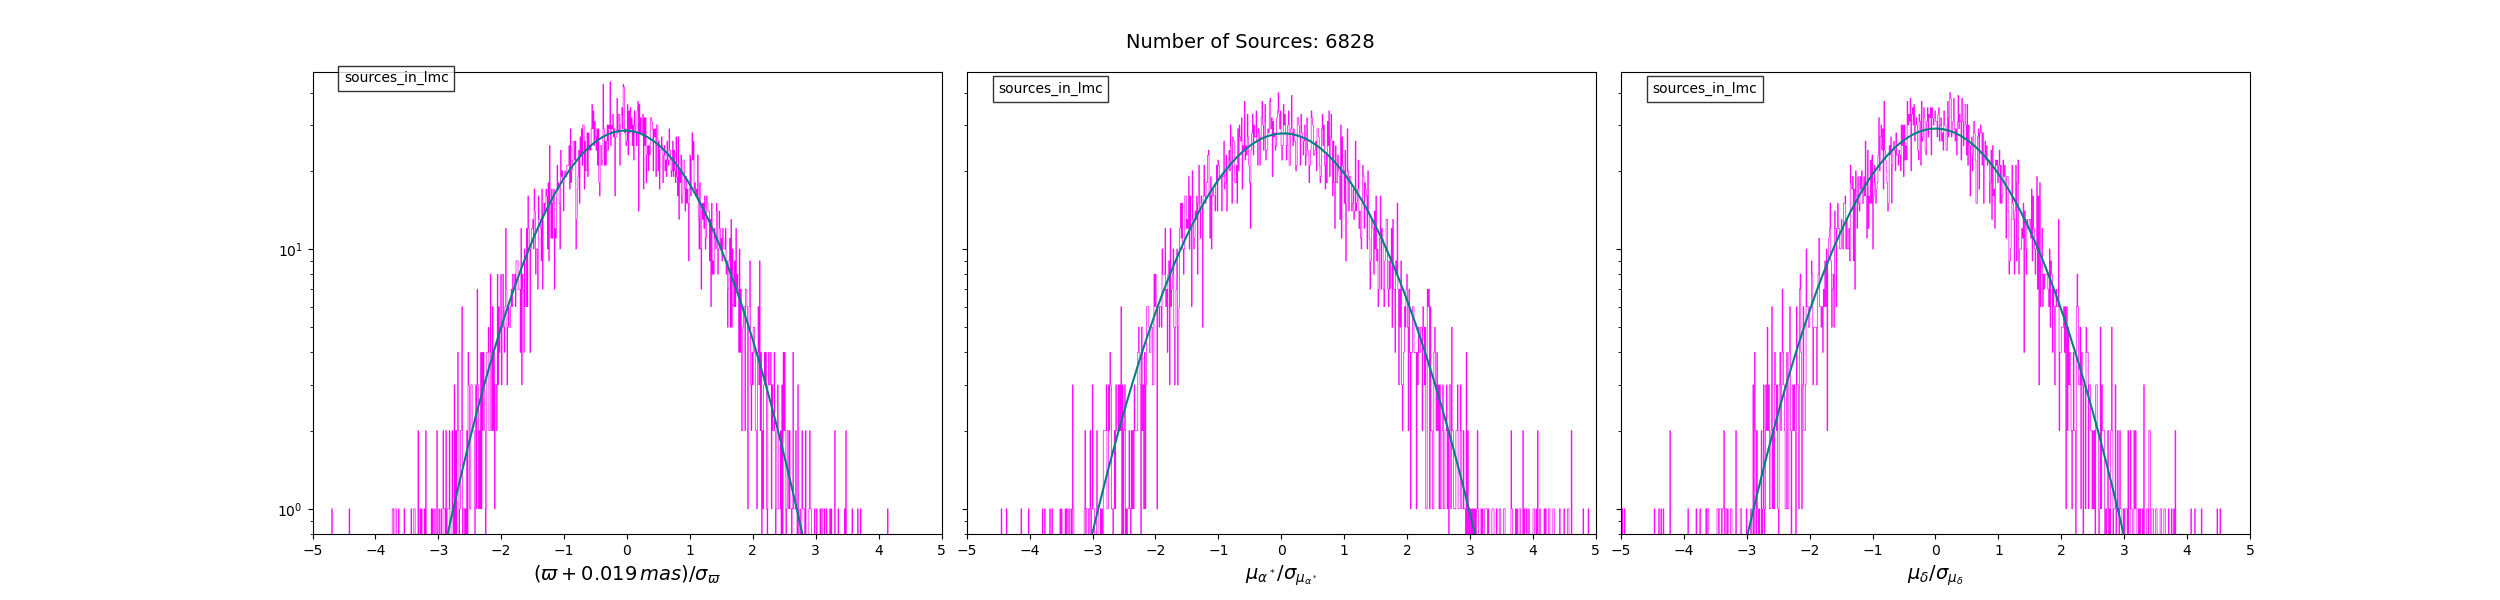 Number of Sources: 6828
sources_in_lmc
sources_in_lmc
sources_in_lmc
10¹
10⁰
−5 −4 −3 −2 −1 0 1 2 3 4 5
−5 −4 −3 −2 −1 0 1 2 3 4 5
−5 −4 −3 −2 −1 0 1 2 3 4 5
(ϖ + 0.019 mas)/σ_ϖ
μ_α*/σ_μ_α*
μ_δ/σ_μ_δ